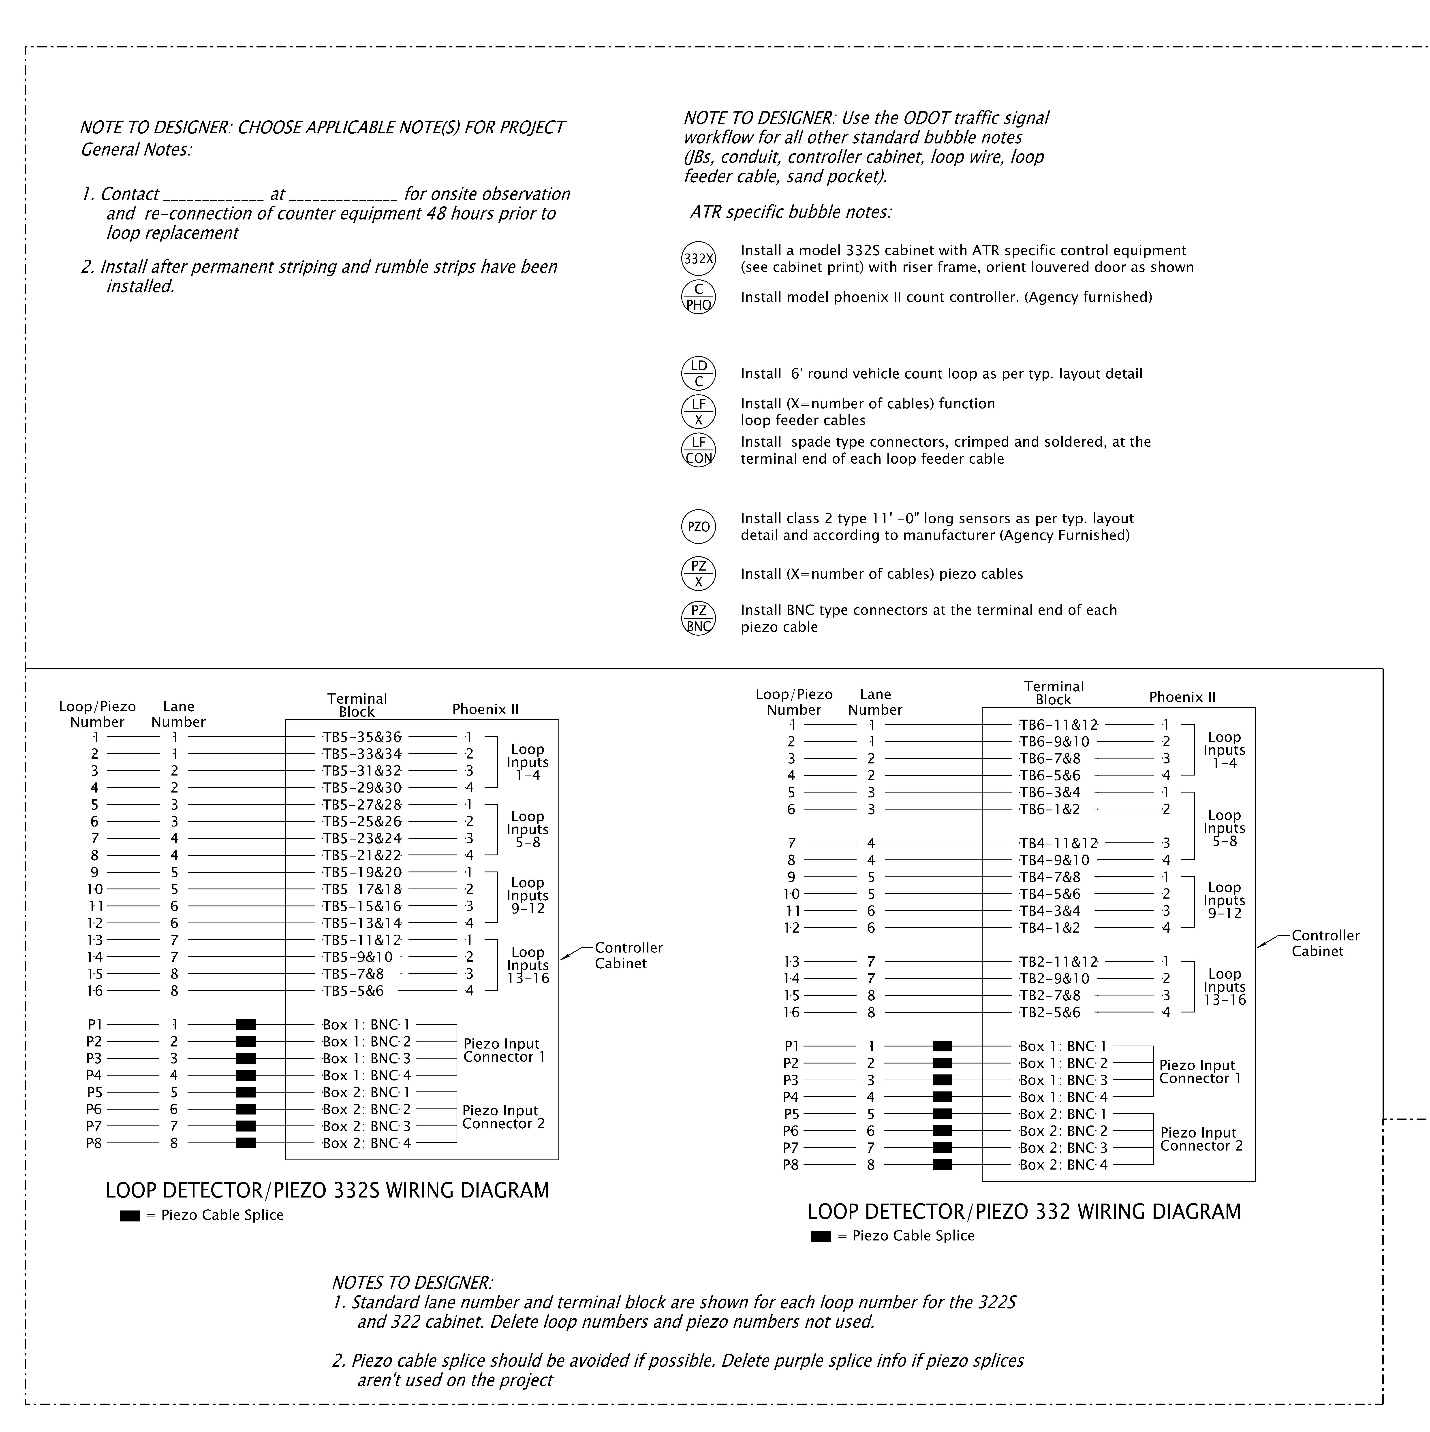 NOTE TO DESIGNER: CHOOSE APPLICABLE NOTE(S) FOR PROJECT
General Notes:
1. Contact _____________ at ______________ for onsite observation
and re-connection of counter equipment 48 hours prior to
loop replacement
2. Install after permanent striping and rumble strips have been
installed.
NOTE TO DESIGNER: Use the ODOT traffic signal
workflow for all other standard bubble notes
(JBs, conduit, controller cabinet, loop wire, loop
feeder cable, sand pocket).
ATR specific bubble notes:
332X Install a model 332S cabinet with ATR specific control equipment
(see cabinet print) with riser frame, orient louvered door as shown
C
PHO Install model phoenix II count controller. (Agency furnished)
LD
C Install 6' round vehicle count loop as per typ. layout detail
LF
X Install (X=number of cables) function
loop feeder cables
LF
CON Install spade type connectors, crimped and soldered, at the
terminal end of each loop feeder cable
PZO Install class 2 type 11' -0" long sensors as per typ. layout
detail and according to manufacturer (Agency Furnished)
PZ
X Install (X=number of cables) piezo cables
PZ
BNC Install BNC type connectors at the terminal end of each
piezo cable
Loop/Piezo Number Lane Number Terminal Block Phoenix II
1 1 TB5-35&36 1
2 1 TB5-33&34 2
3 2 TB5-31&32 3
4 2 TB5-29&30 4
Loop
Inputs
1-4
5 3 TB5-27&28 1
6 3 TB5-25&26 2
7 4 TB5-23&24 3
8 4 TB5-21&22 4
Loop
Inputs
5-8
9 5 TB5-19&20 1
10 5 TB5 17&18 2
11 6 TB5-15&16 3
12 6 TB5-13&14 4
Loop
Inputs
9-12
13 7 TB5-11&12 1
14 7 TB5-9&10 2
15 8 TB5-7&8 3
16 8 TB5-5&6 4
Loop
Inputs
13-16
Controller
Cabinet
P1 1 Box 1: BNC 1
P2 2 Box 1: BNC-2
P3 3 Box 1: BNC 3
P4 4 Box 1: BNC 4
Piezo Input
Connector 1
P5 5 Box 2: BNC 1
P6 6 Box 2: BNC-2
P7 7 Box 2: BNC-3
P8 8 Box 2: BNC 4
Piezo Input
Connector 2
LOOP DETECTOR/PIEZO 332S WIRING DIAGRAM
= Piezo Cable Splice
Loop/Piezo Number Lane Number Terminal Block Phoenix II
1 1 TB6-11&12 1
2 1 TB6-9&10 2
3 2 TB6-7&8 3
4 2 TB6-5&6 4
Loop
Inputs
1-4
5 3 TB6-3&4 1
6 3 TB6-1&2 2
7 4 TB4-11&12 3
8 4 TB4-9&10 4
Loop
Inputs
5-8
9 5 TB4-7&8 1
10 5 TB4-5&6 2
11 6 TB4-3&4 3
12 6 TB4-1&2 4
Loop
Inputs
9-12
13 7 TB2-11&12 1
14 7 TB2-9&10 2
15 8 TB2-7&8 3
16 8 TB2-5&6 4
Loop
Inputs
13-16
Controller
Cabinet
P1 1 Box 1: BNC 1
P2 2 Box 1: BNC 2
P3 3 Box 1: BNC 3
P4 4 Box 1: BNC-4
Piezo Input
Connector 1
P5 5 Box 2: BNC-1
P6 6 Box 2: BNC-2
P7 7 Box 2: BNC-3
P8 8 Box 2: BNC-4
Piezo Input
Connector 2
LOOP DETECTOR/PIEZO 332 WIRING DIAGRAM
= Piezo Cable Splice
NOTES TO DESIGNER:
1. Standard lane number and terminal block are shown for each loop number for the 322S
and 322 cabinet. Delete loop numbers and piezo numbers not used.
2. Piezo cable splice should be avoided if possible. Delete purple splice info if piezo splices
aren't used on the project